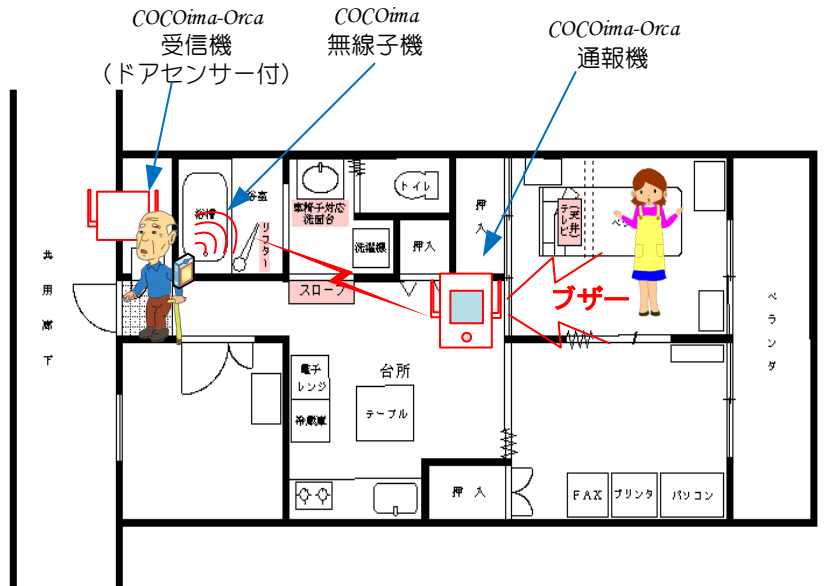 COCOima-Orca
受信機
（ドアセンサー付）
COCOima
無線子機
COCOima-Orca
通報機
浴室
浴槽
リフター
車椅子対応
洗面台
洗濯機
トイレ
押入
押入
テレビ
（天井）
ブザー
スロープ
共用廊下
ベランダ
電子
レンジ
冷蔵庫
台所
テーブル
押入
FAX
プリンタ
パソコン